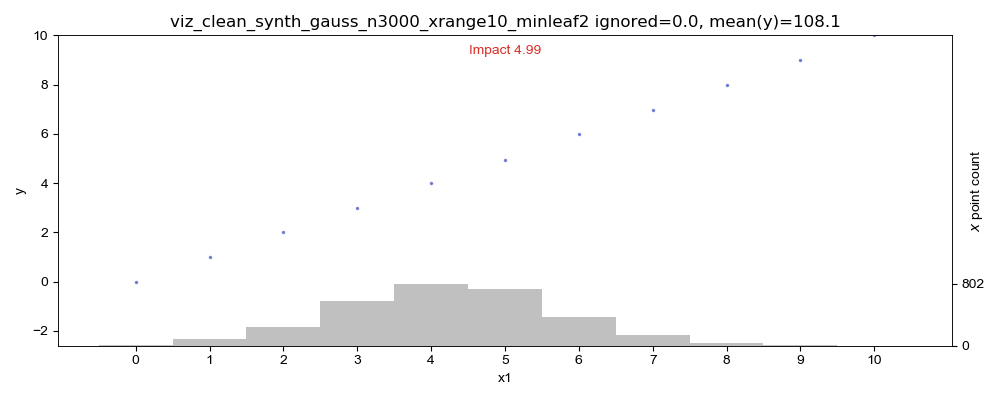 viz_clean_synth_gauss_n3000_xrange10_minleaf2 ignored=0.0, mean(y)=108.1
Impact 4.99
10
8
6
4
2
0
−2
y
802
0
x point count
0 1 2 3 4 5 6 7 8 9 10
x1